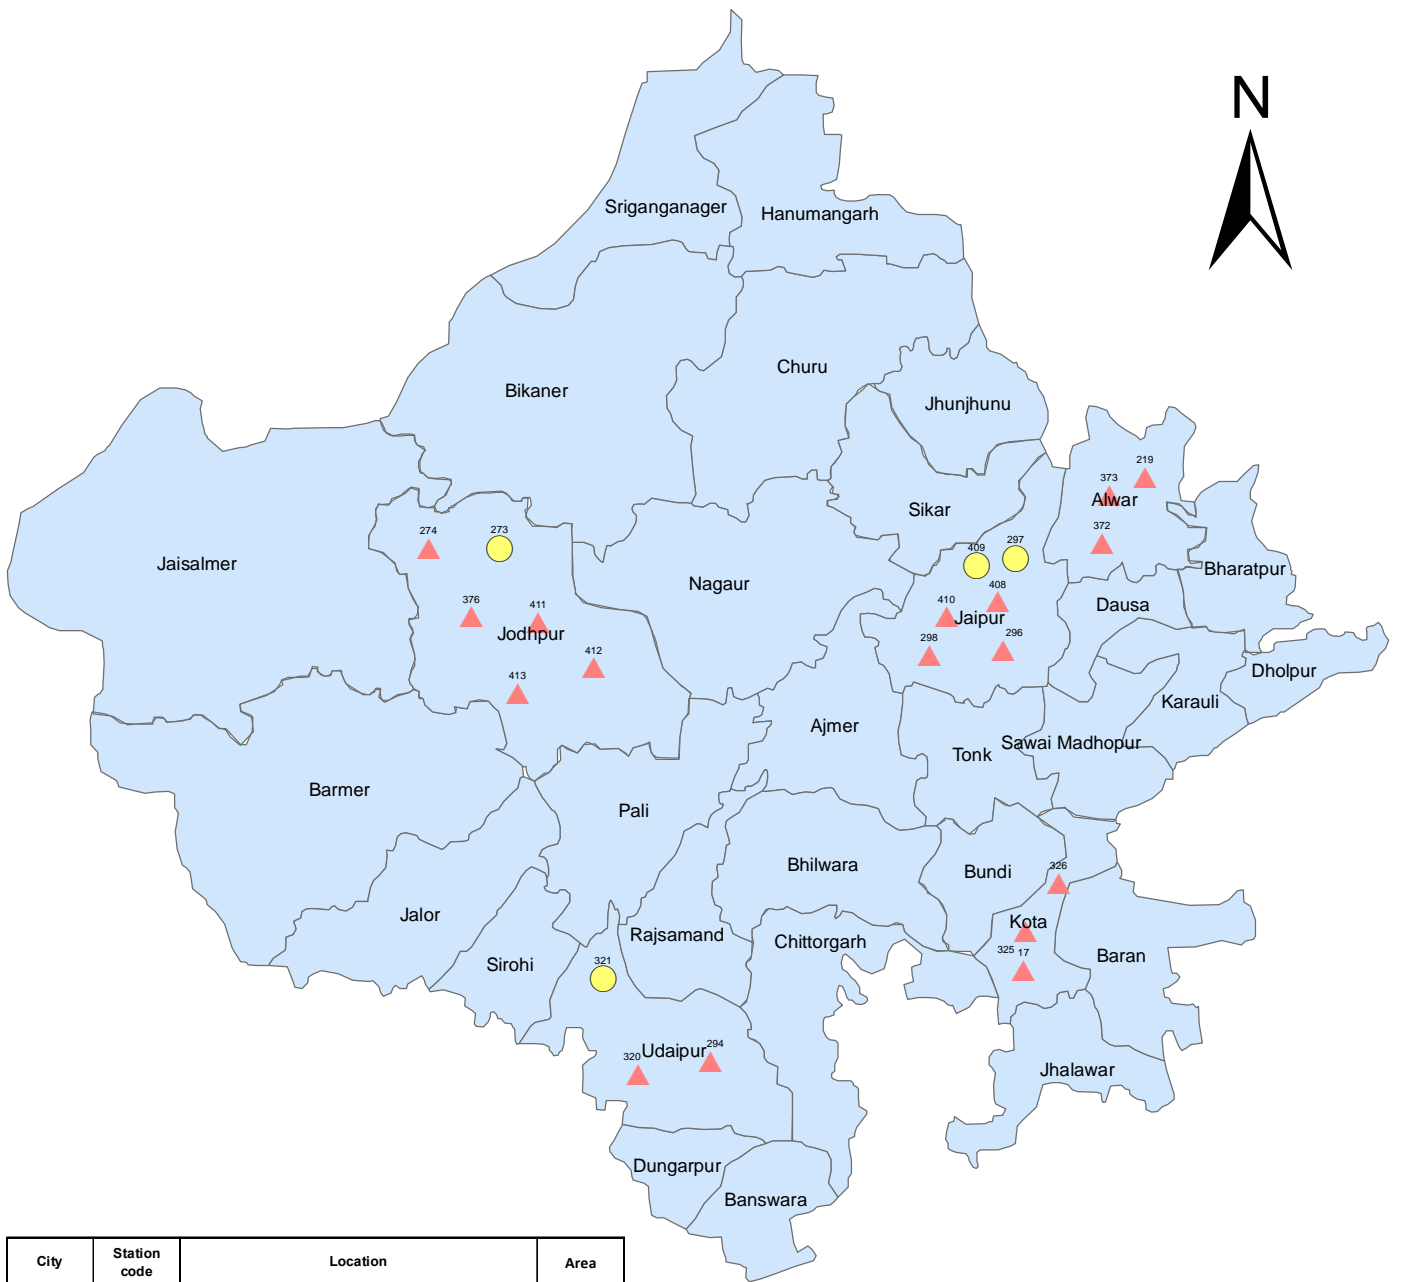 N
Sriganganager
Hanumangarh
Churu
Bikaner
Jhunjhunu
219
373
Alwar
Sikar
372
274
273
409
297
Jaisalmer
Bharatpur
Nagaur
408
Dausa
376
411
410
Jaipur
Jodhpur
298
296
412
Dholpur
413
Karauli
Ajmer
Sawai Madhopur
Tonk
Barmer
Pali
Bhilwara
Bundi
326
Jalor
Kota
Rajsamand
Chittorgarh
325
17
Baran
Sirohi
321
320
Udaipur
294
Jhalawar
Dungarpur
Banswara
City
Station code
Location
Area